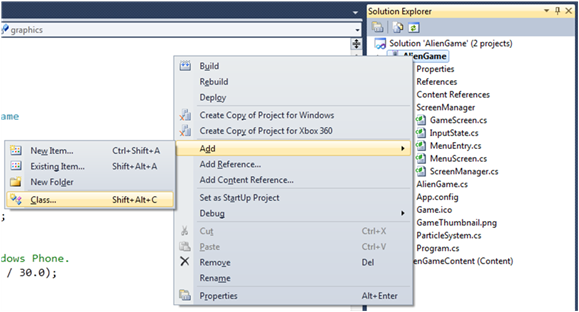 graphics
ame
;
dows Phone.
/ 30.0);
New Item... Ctrl+Shift+A
Existing Item... Shift+Alt+A
New Folder
Class... Shift+Alt+C
Build
Rebuild
Deploy
Create Copy of Project for Windows
Create Copy of Project for Xbox 360
Add
Add Reference...
Add Content Reference...
Set as StartUp Project
Debug
Cut Ctrl+X
Paste Ctrl+V
Remove Del
Rename
Properties Alt+Enter
Solution Explorer
Solution 'AlienGame' (2 projects)
AlienGame
Properties
References
Content References
ScreenManager
GameScreen.cs
InputState.cs
MenuEntry.cs
MenuScreen.cs
ScreenManager.cs
AlienGame.cs
App.config
Game.ico
GameThumbnail.png
ParticleSystem.cs
Program.cs
enGameContent (Content)